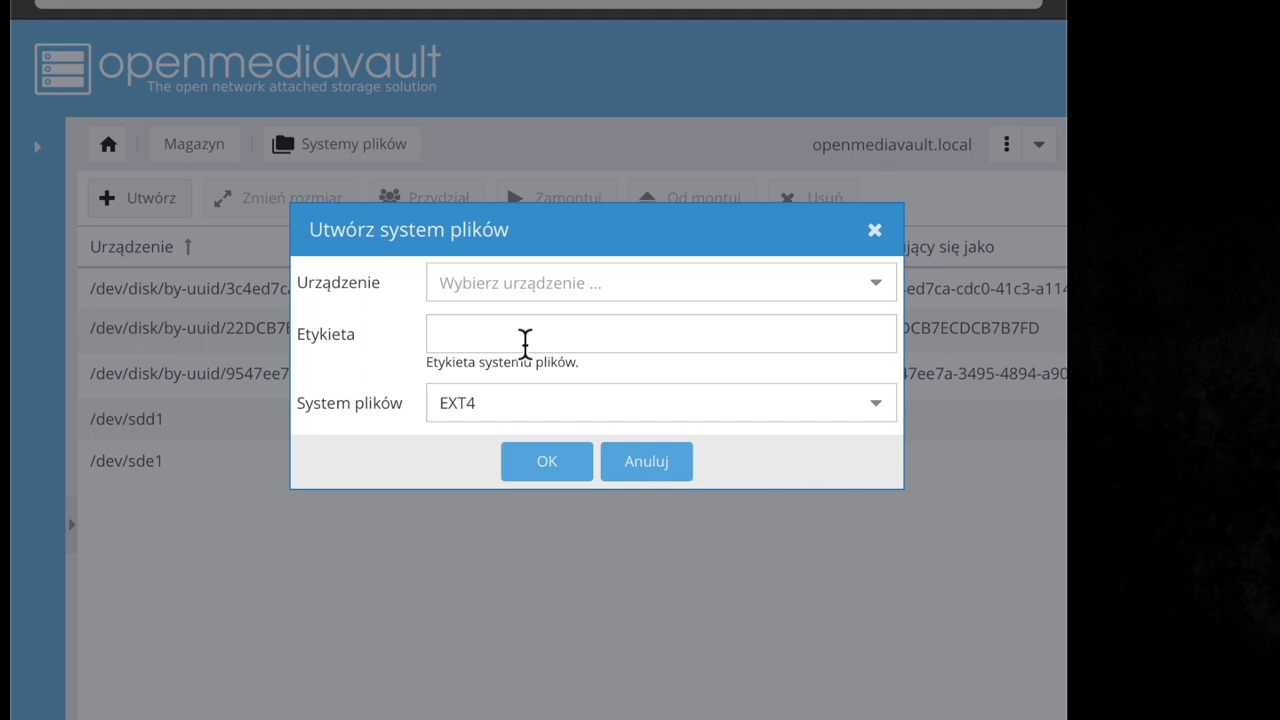 openmediavault
The open network attached storage solution
Magazyn
Systemy plików
openmediavault.local
Utwórz
Zmień rozmiar
Przydział
Zamontuj
Od montuj
Usuń
Urządzenie
jący się jako
/dev/disk/by-uuid/3c4ed7c
ed7ca-cdc0-41c3-a114
/dev/disk/by-uuid/22DCB7
DCB7ECDCB7B7FD
/dev/disk/by-uuid/9547ee7
47ee7a-3495-4894-a90
/dev/sdd1
/dev/sde1
Utwórz system plików
Urządzenie
Wybierz urządzenie ...
Etykieta
Etykieta systemu plików.
System plików
EXT4
OK
Anuluj